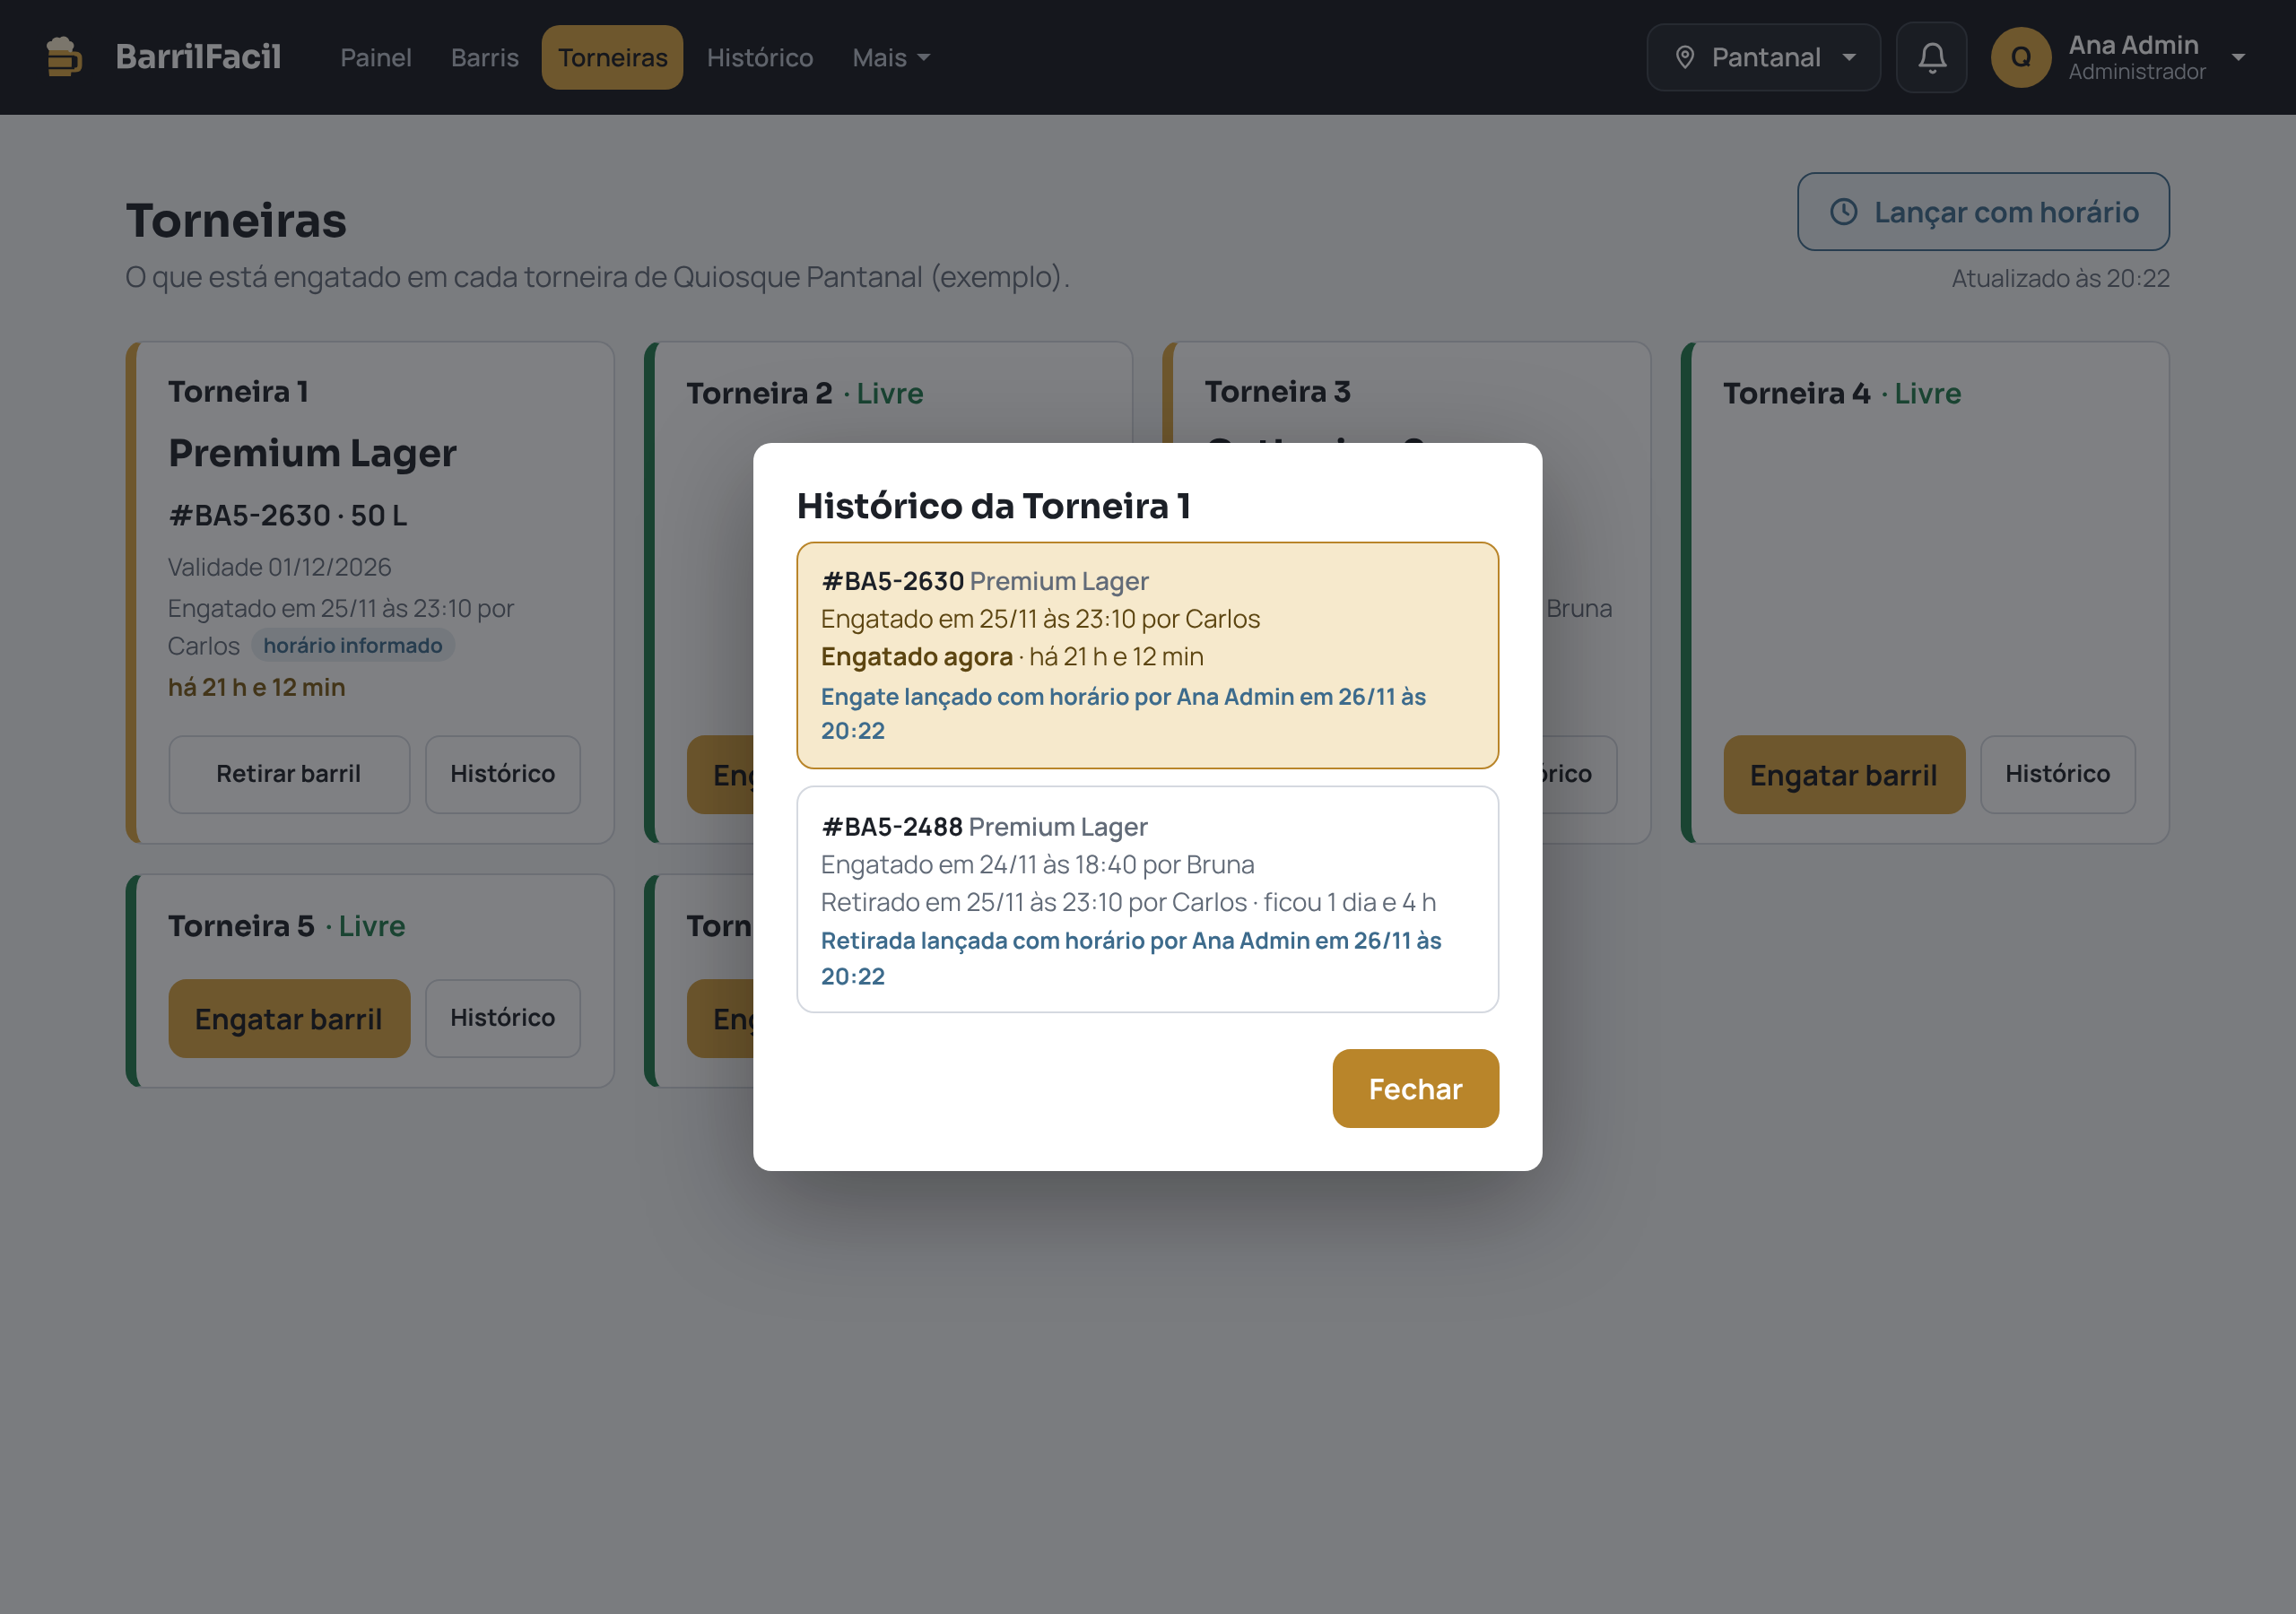 BarrilFacil
Painel
Barris
Torneiras
Histórico
Mais
Pantanal
Q
Ana Admin
Administrador
Torneiras
O que está engatado em cada torneira de Quiosque Pantanal (exemplo).
Lançar com horário
Atualizado às 20:22
Torneira 1
Premium Lager
#BA5-2630 · 50 L
Validade 01/12/2026
Engatado em 25/11 às 23:10 por
Carlos horário informado
há 21 h e 12 min
Retirar barril
Histórico
Torneira 2 · Livre
Torneira 3
Bruna
Torneira 4 · Livre
Engatar barril
Histórico
Torneira 5 · Livre
Engatar barril
Histórico
Histórico da Torneira 1
#BA5-2630 Premium Lager
Engatado em 25/11 às 23:10 por Carlos
Engatado agora · há 21 h e 12 min
Engate lançado com horário por Ana Admin em 26/11 às
20:22
#BA5-2488 Premium Lager
Engatado em 24/11 às 18:40 por Bruna
Retirado em 25/11 às 23:10 por Carlos · ficou 1 dia e 4 h
Retirada lançada com horário por Ana Admin em 26/11 às
20:22
Fechar